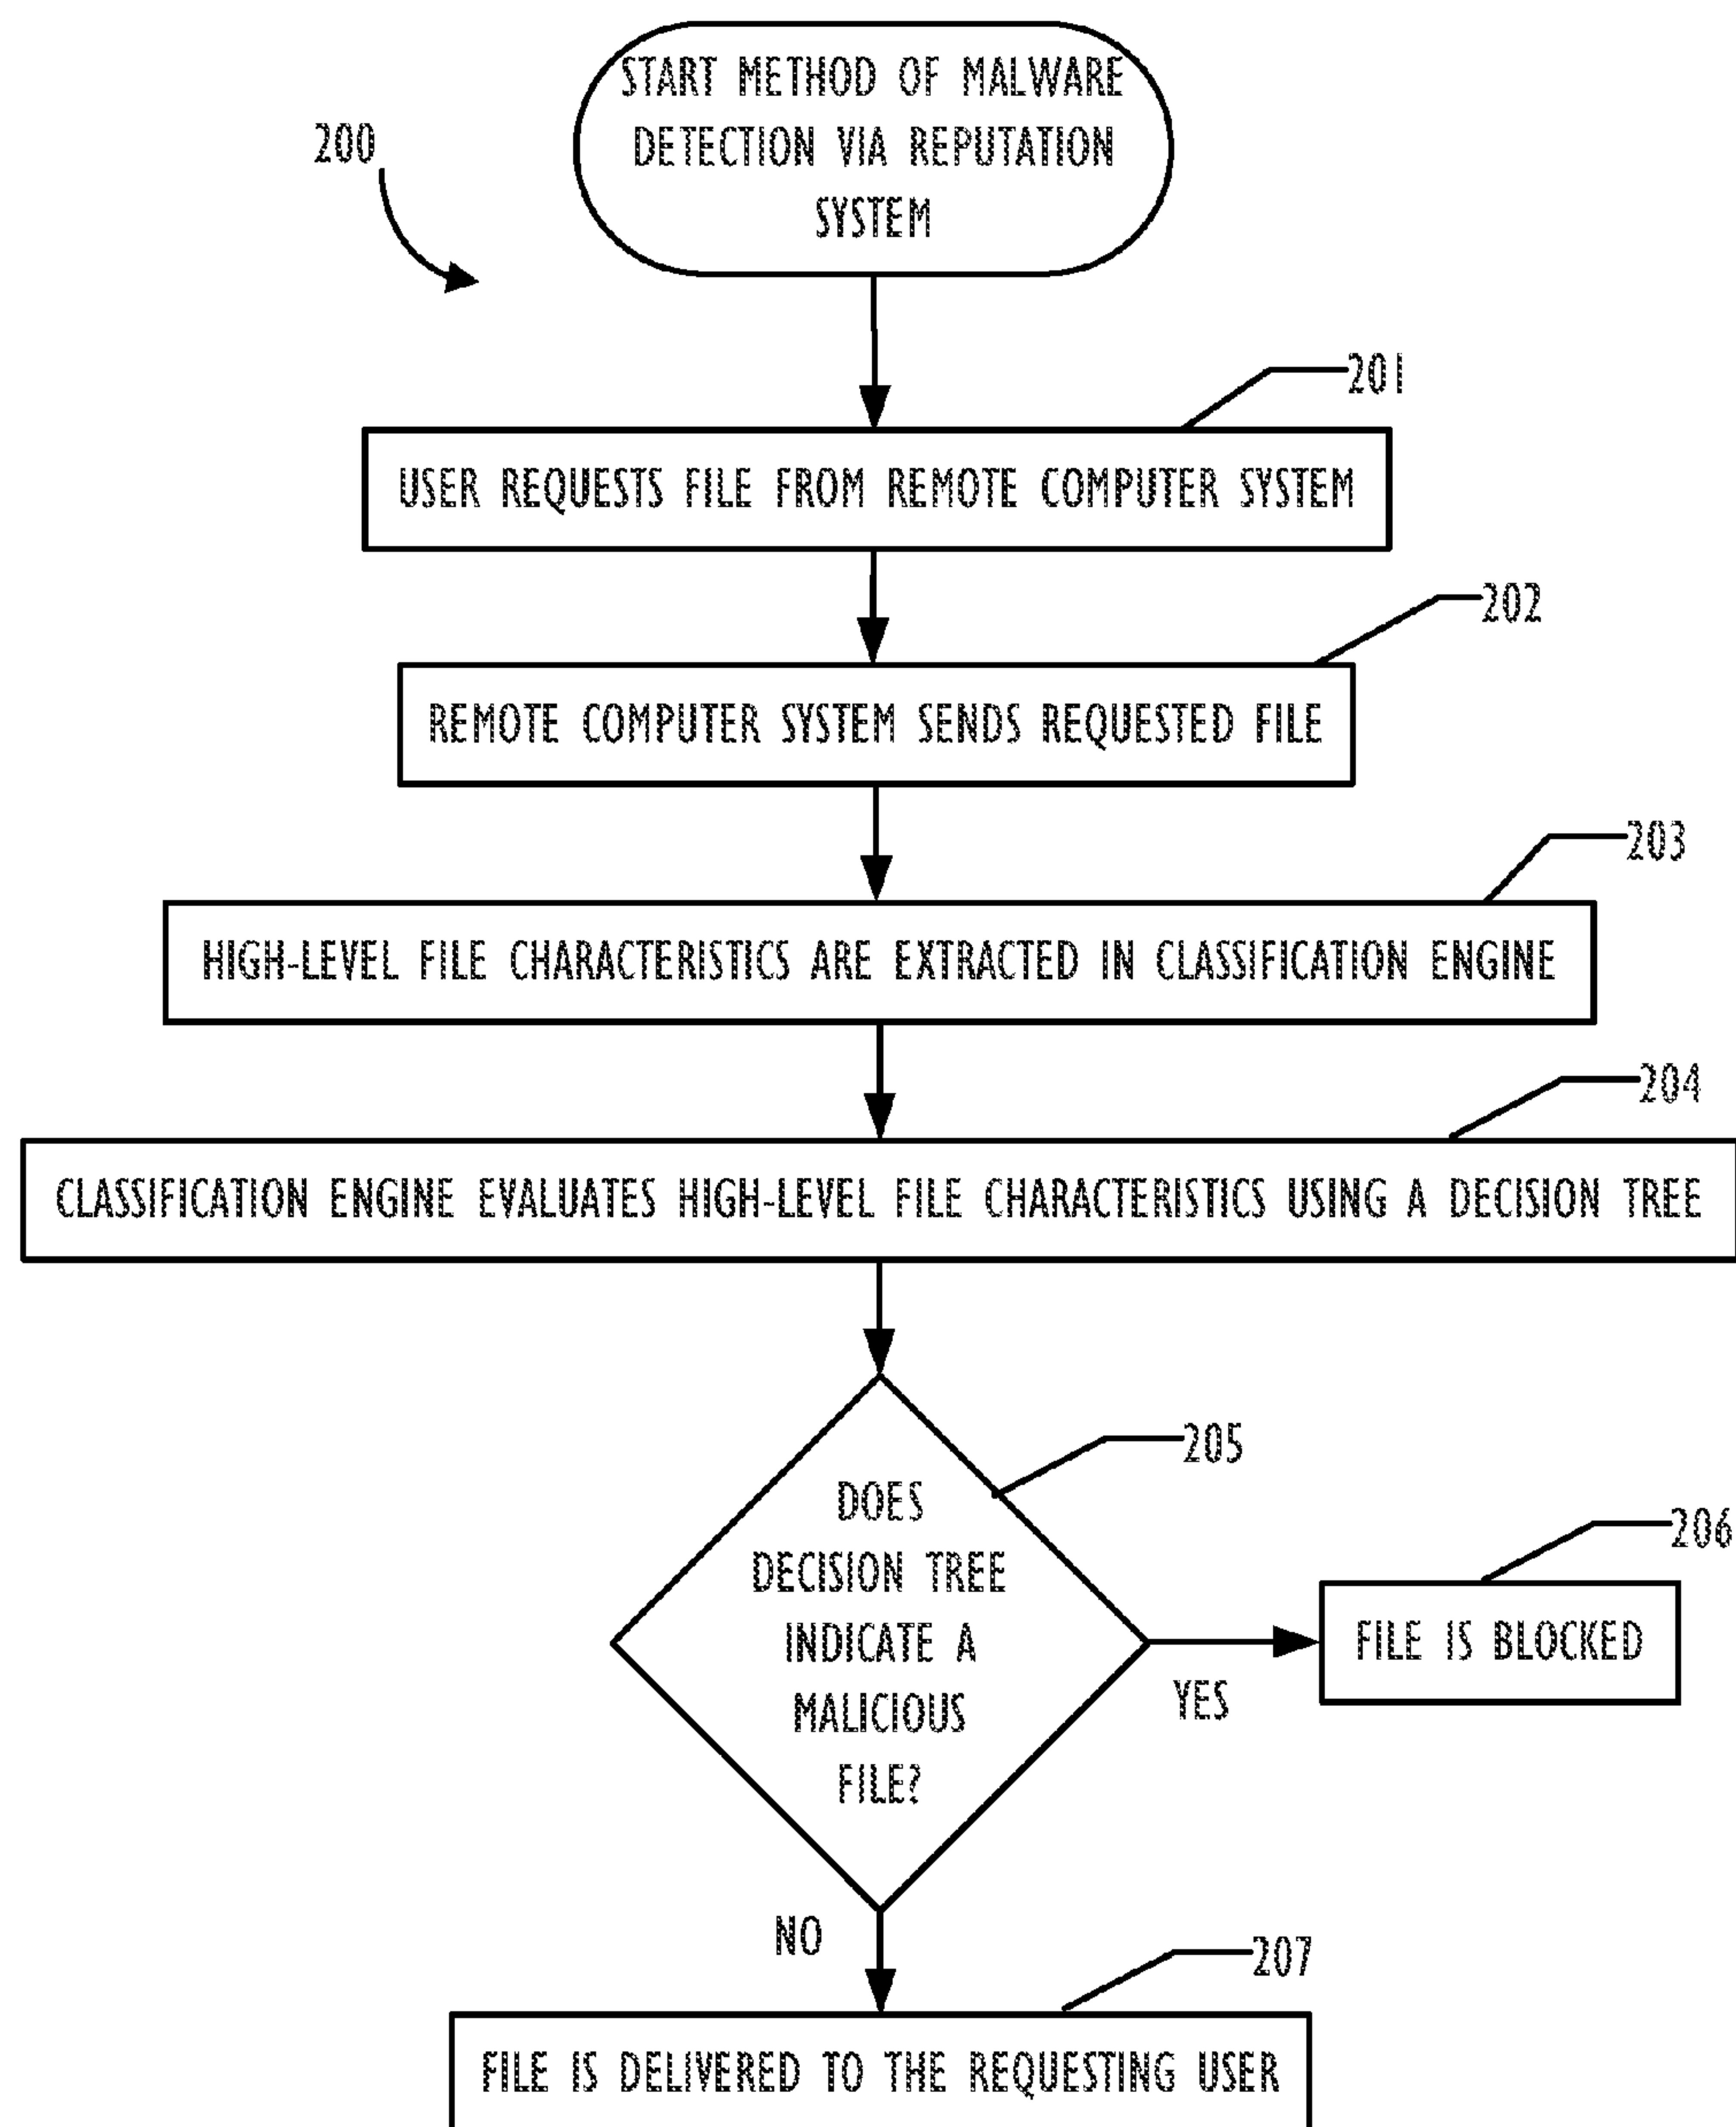 START METHOD OF MALWARE
DETECTION VIA REPUTATION
SYSTEM
200
201
USER REQUESTS FILE FROM REMOTE COMPUTER SYSTEM
202
REMOTE COMPUTER SYSTEM SENDS REQUESTED FILE
203
HIGH-LEVEL FILE CHARACTERISTICS ARE EXTRACTED IN CLASSIFICATION ENGINE
204
CLASSIFICATION ENGINE EVALUATES HIGH-LEVEL FILE CHARACTERISTICS USING A DECISION TREE
205
DOES
DECISION TREE
INDICATE A
MALICIOUS
FILE?
206
FILE IS BLOCKED
YES
NO
207
FILE IS DELIVERED TO THE REQUESTING USER